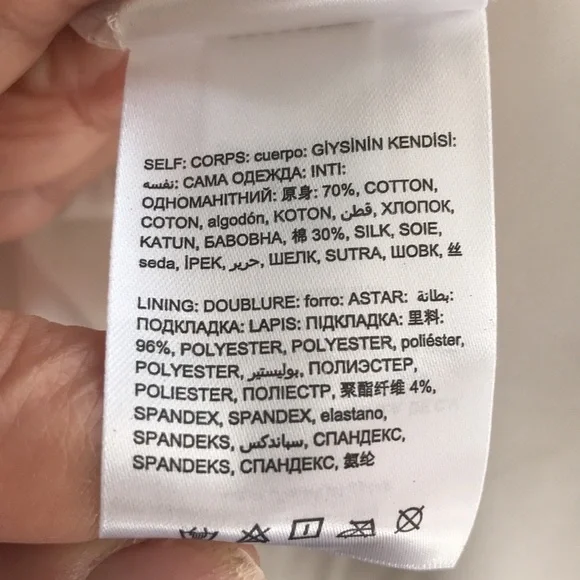 SELF: CORPS: cuerpo: GİYSİNİN KENDİSİ:
نفسه: САМА ОДЕЖДА: INTI:
ОДНОМАНІТНИЙ: 原身: 70%, COTTON,
COTON, algodón, KOTON, قطن, ХЛОПОК,
KATUN, БАВОВНА, 棉 30%, SILK, SOIE,
seda, İPEK, حرير, ШЕЛК, SUTRA, ШОВК, 丝
LINING: DOUBLURE: forro: ASTAR: بطانة:
ПОДКЛАДКА: LAPIS: ПІДКЛАДКА: 里料:
96%, POLYESTER, POLYESTER, poliéster,
POLYESTER, بوليستير, ПОЛИЭСТЕР,
POLIESTER, ПОЛІЕСТР, 聚酯纤维 4%,
SPANDEX, SPANDEX, elastano,
SPANDEKS, سباندكس, СПАНДЕКС,
SPANDEKS, СПАНДЕКС, 氨纶